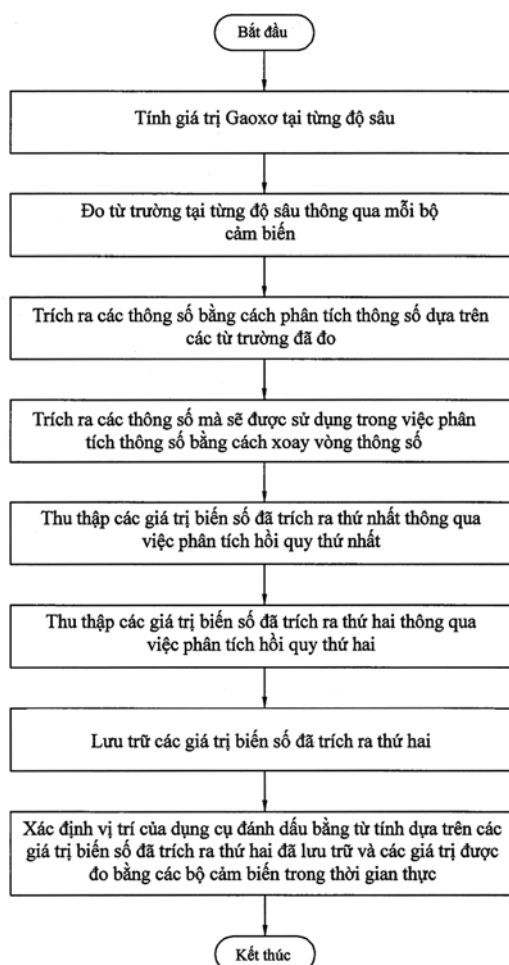 Bắt đầu
Tính giá trị Gaoxơ tại từng độ sâu
Đo từ trường tại từng độ sâu thông qua mỗi bộ
cảm biến
Trích ra các thông số bằng cách phân tích thông số dựa trên
các từ trường đã đo
Trích ra các thông số mà sẽ được sử dụng trong việc phân
tích thông số bằng cách xoay vòng thông số
Thu thập các giá trị biến số đã trích ra thứ nhất thông qua
việc phân tích hồi quy thứ nhất
Thu thập các giá trị biến số đã trích ra thứ hai thông qua
việc phân tích hồi quy thứ hai
Lưu trữ các giá trị biến số đã trích ra thứ hai
Xác định vị trí của dụng cụ đánh dấu bằng từ tính dựa trên các
giá trị biến số đã trích ra thứ hai đã lưu trữ và các giá trị được
đo bằng các bộ cảm biến trong thời gian thực
Kết thúc